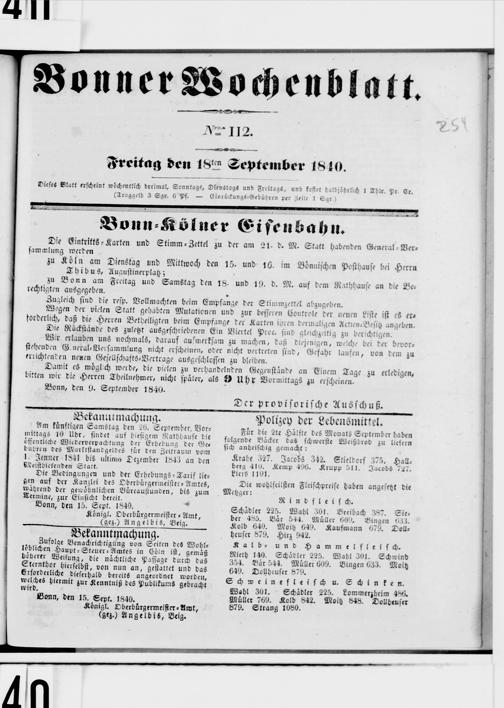 40
Bonner Wochenblatt.
Nro. 112.
254
Freitag den 18ten September 1840.
Dieses Blatt erscheint wöchentlich dreimal, Sonntags, Dienstags und Freitags, und kostet halbjährlich 1 Thlr. Pr. Cr.
(Traggeld 3 Sgr. 6 Pf. — Einrückungs-Gebühren per Zeile 1 Sgr.)
Bonn-Kölner Eisenbahn.
Die Eintritts-Karten und Stimm-Zettel zu der am 21. d. M. Statt habenden General-Ver-
sammlung werden
zu Köln am Dienstag und Mittwoch den 15. und 16. im Bönnischen Posthause bei Herrn
Thibus, Augustinerplatz;
zu Bonn am Freitag und Samstag den 18. und 19. d. M. auf dem Rathhause an die Be-
rechtigten ausgegeben.
Zugleich sind die resp. Vollmachten beim Empfange der Stimmzettel abzugeben.
Wegen der vielen Statt gehabten Mutationen und zur besseren Controle der neuen Liste ist es er-
forderlich, daß die Herren Betheiligten beim Empfange der Karten ihren dermaligen Actien-Besitz angeben.
Die Rückstände des zuletzt ausgeschriebenen Ein Viertel Proc. sind gleichzeitig zu berichtigen.
Wir erlauben uns nochmals, darauf aufmerksam zu machen, daß diejenigen, welche bei der bevor-
stehenden General-Versammlung nicht erscheinen, oder nicht vertreten sind, Gefahr laufen, von dem zu
errichtenden neuen Gesellschafts-Vertrage ausgeschlossen zu bleiben.
Damit es möglich werde, die vielen zu verhandelnden Gegenstände an Einem Tage zu erledigen,
bitten wir die Herren Theilnehmer, nicht später, als 9 Uhr Vormittags zu erscheinen.
Bonn, den 9. September 1840.
Der provisorische Ausschuß.
Bekanntmachung.
Am künftigen Samstag den 26. September, Vor-
mittags 10 Uhr, findet auf hiesigem Rathhause die
öffentliche Wiederverpachtung der Erhebung der Ge-
bühren des Marktstandgeldes für den Zeitraum vom
1. Jenner 1841 bis ultimo Dezember 1843 an den
Meistbietenden Statt.
Die Bedingungen und der Erhebungs-Tarif lie-
gen auf der Kanzlei des Oberbürgermeister-Amtes,
während der gewöhnlichen Büreaustunden, bis zum
Termine, zur Einsicht bereit.
Bonn, den 15. Sept. 1840.
Königl. Oberbürgermeister-Amt,
(gez.) Angelbis, Beig.
Bekanntmachung.
Zufolge Benachrichtigung von Seiten des Wohl-
löblichen Haupt-Steuer-Amtes in Cöln ist, gemäß
höherer Weisung, die nächtliche Passage durch das
Sternthor hierselbst, von nun an, gestattet und das
Erforderliche dieserhalb bereits angeordnet worden,
welches hiermit zur Kenntniß des Publikums gebracht
wird.
Bonn, den 15. Sept. 1840.
Königl. Oberbürgermeister-Amt,
(gez.) Angelbis, Beig.
Polizey der Lebensmittel.
Für die 2te Hälfte des Monats September haben
folgende Bäcker das schwerste Weißbrod zu liefern
sich anheischig gemacht:
Krahe 327. Jacobs 342. Stieldorf 375. Hall-
berg 410. Kemp 496. Krupp 511. Jacobs 727.
Liers 1101.
Die wohlfeilsten Fleischpreise haben angesetzt die
Metzger:
Rindfleisch.
Schädler 225. Wahl 301. Breibach 387. Sie-
ber 485. Bär 544. Müller 609. Bingen 633.
Kolb 649. Moitz 649. Kaufmann 679. Doll-
heuser 879. Hirz 942.
Kalb- und Hammelfleisch.
Rieth 140. Schädler 225. Wahl 301. Schwind
354. Bär 544. Müller 609. Bingen 633. Moitz
649. Dollheuser 879.
Schweinefleisch u. Schinken.
Wahl 301. Schädler 225. Lommerzheim 486.
Müller 769. Kolb 842. Moitz 848. Dollheuser
879. Strang 1080.
40